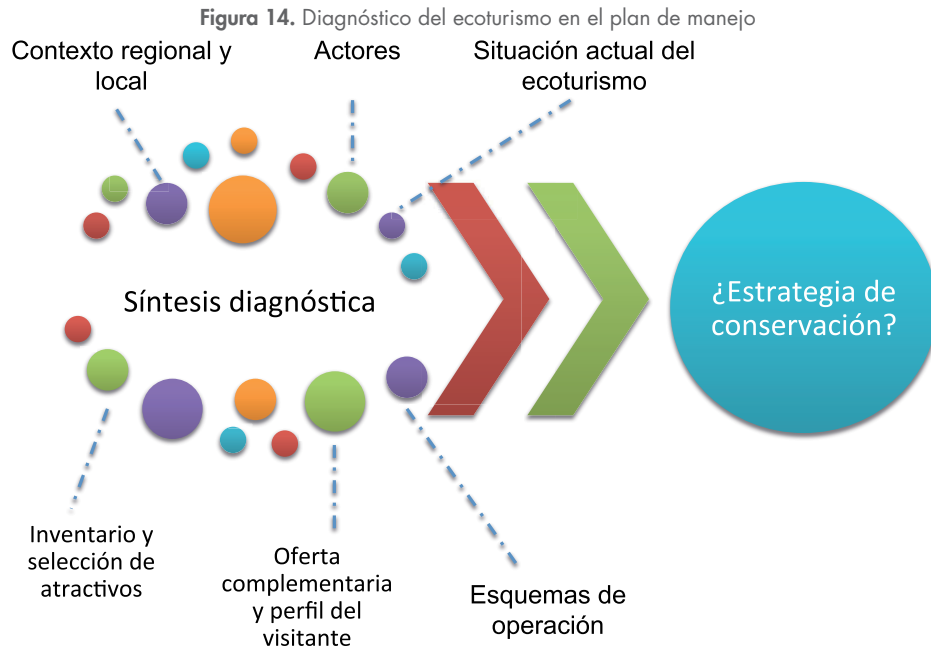 Figura 14. Diagnóstico del ecoturismo en el plan de manejo
Contexto regional y
local
Actores
Situación actual del
ecoturismo
Síntesis diagnóstica
¿Estrategia de
conservación?
Inventario y
selección de
atractivos
Oferta
complementaria
y perfil del
visitante
Esquemas de
operación